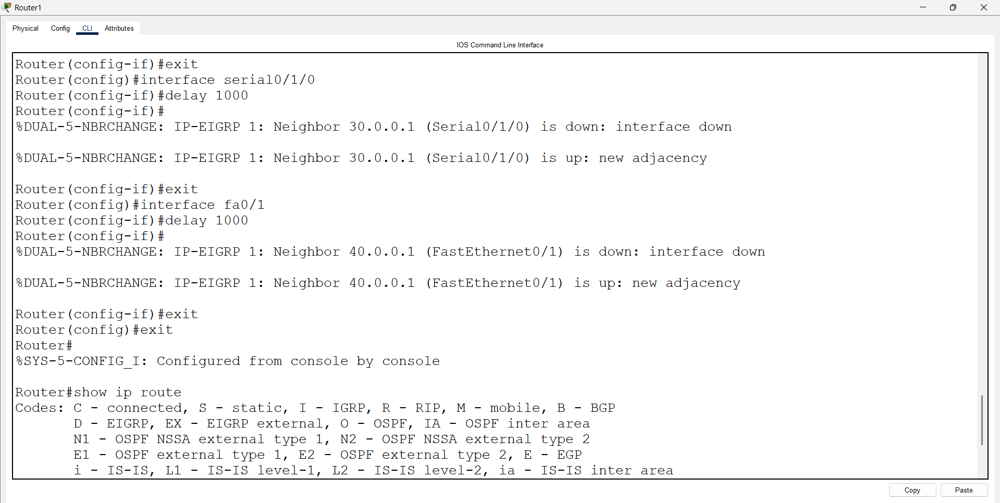 Router1
Physical Config CLI Attributes
IOS Command Line Interface
Router(config-if)#exit
Router(config)#interface serial0/1/0
Router(config-if)#delay 1000
Router(config-if)#
%DUAL-5-NBRCHANGE: IP-EIGRP 1: Neighbor 30.0.0.1 (Serial0/1/0) is down: interface down
%DUAL-5-NBRCHANGE: IP-EIGRP 1: Neighbor 30.0.0.1 (Serial0/1/0) is up: new adjacency
Router(config-if)#exit
Router(config)#interface fa0/1
Router(config-if)#delay 1000
Router(config-if)#
%DUAL-5-NBRCHANGE: IP-EIGRP 1: Neighbor 40.0.0.1 (FastEthernet0/1) is down: interface down
%DUAL-5-NBRCHANGE: IP-EIGRP 1: Neighbor 40.0.0.1 (FastEthernet0/1) is up: new adjacency
Router(config-if)#exit
Router(config)#exit
Router#
%SYS-5-CONFIG_I: Configured from console by console
Router#show ip route
Codes: C - connected, S - static, I - IGRP, R - RIP, M - mobile, B - BGP
D - EIGRP, EX - EIGRP external, O - OSPF, IA - OSPF inter area
N1 - OSPF NSSA external type 1, N2 - OSPF NSSA external type 2
E1 - OSPF external type 1, E2 - OSPF external type 2, E - EGP
i - IS-IS, L1 - IS-IS level-1, L2 - IS-IS level-2, ia - IS-IS inter area
Copy Paste